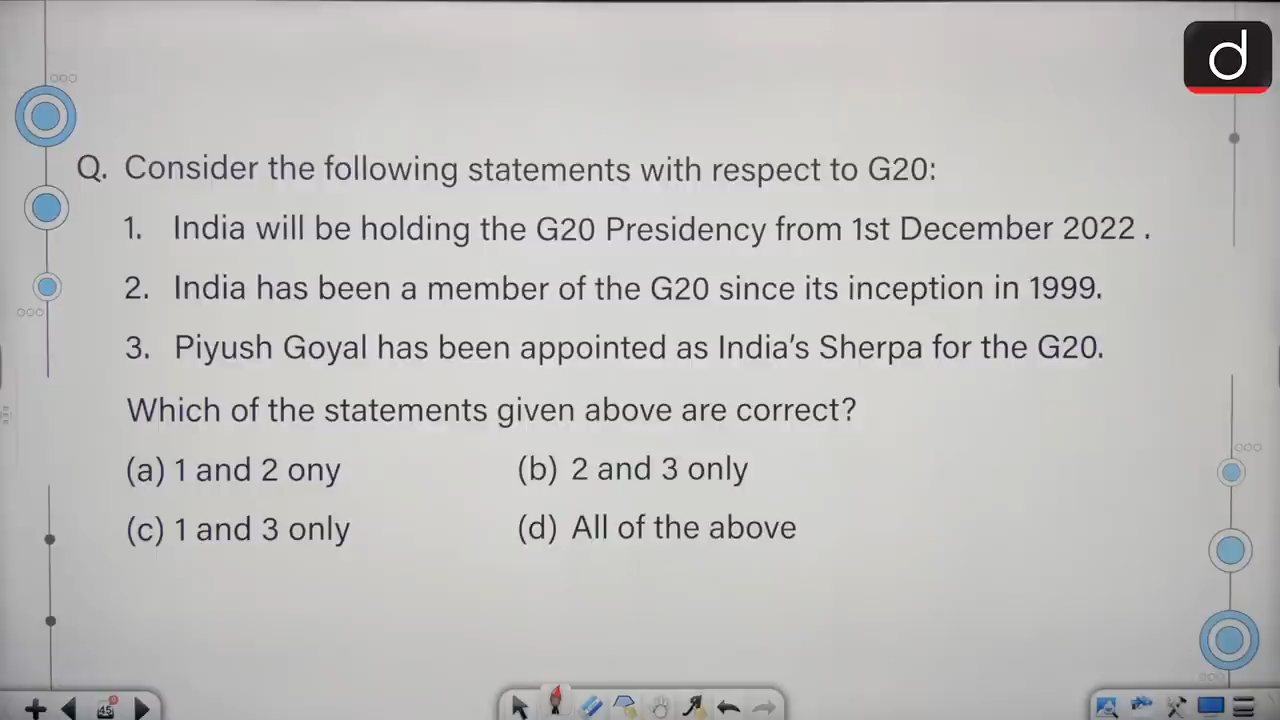 d
Q. Consider the following statements with respect to G20:
1. India will be holding the G20 Presidency from 1st December 2022 .
2. India has been a member of the G20 since its inception in 1999.
3. Piyush Goyal has been appointed as India's Sherpa for the G20.
Which of the statements given above are correct?
(a) 1 and 2 ony (b) 2 and 3 only
(c) 1 and 3 only (d) All of the above
45